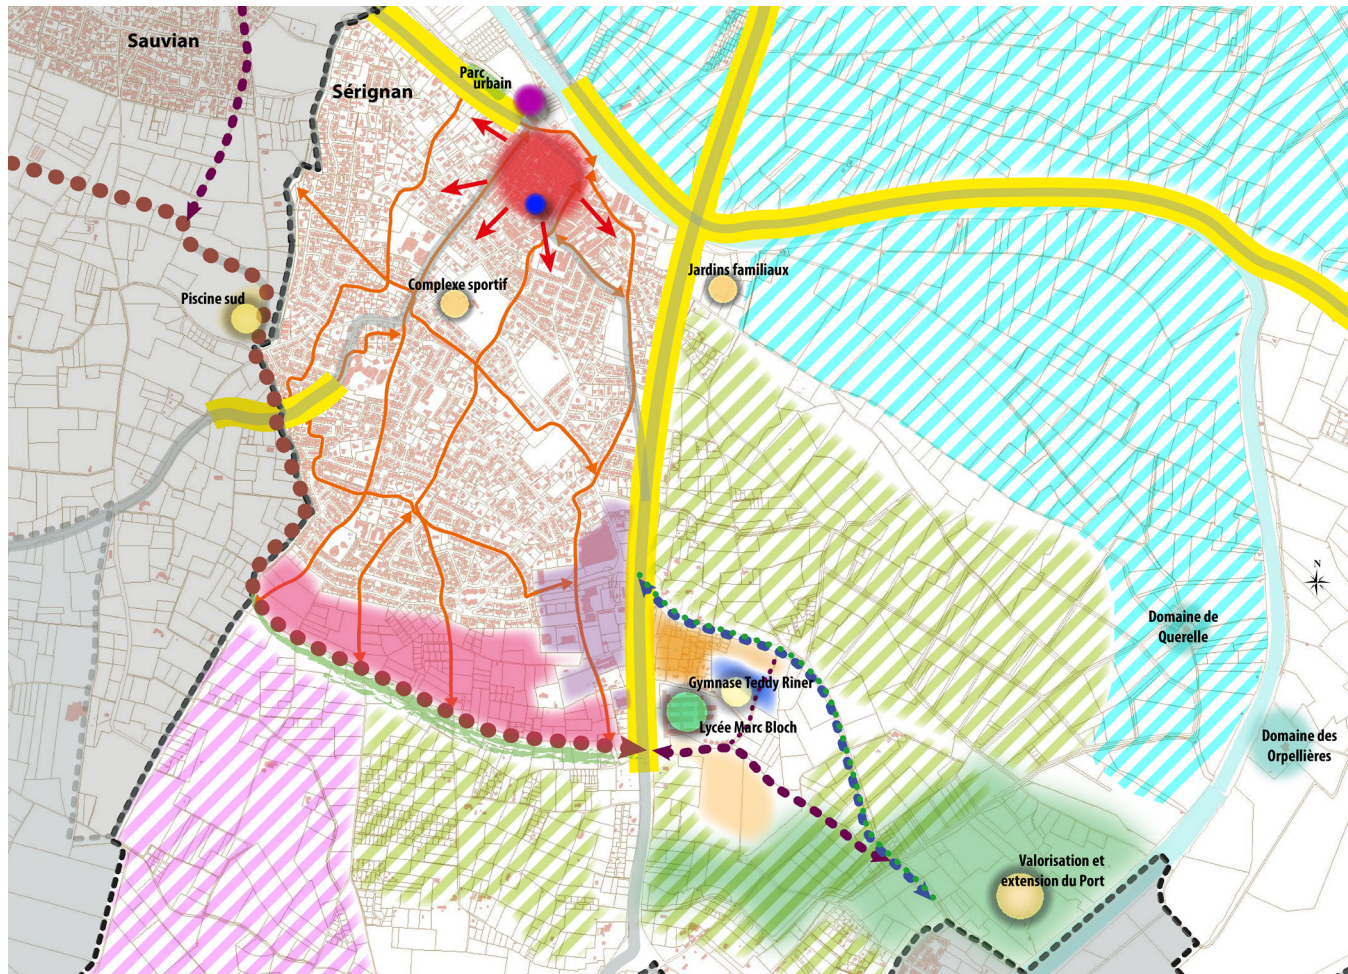 Sauvian
Sérignan
Parc
urbain
Piscine sud
Complexe sportif
Jardins familiaux
N
Domaine de
Querelle
Gymnase Teddy Riner
Lycée Marc Bloch
Domaine des
Orpellières
Valorisation et
extension du Port